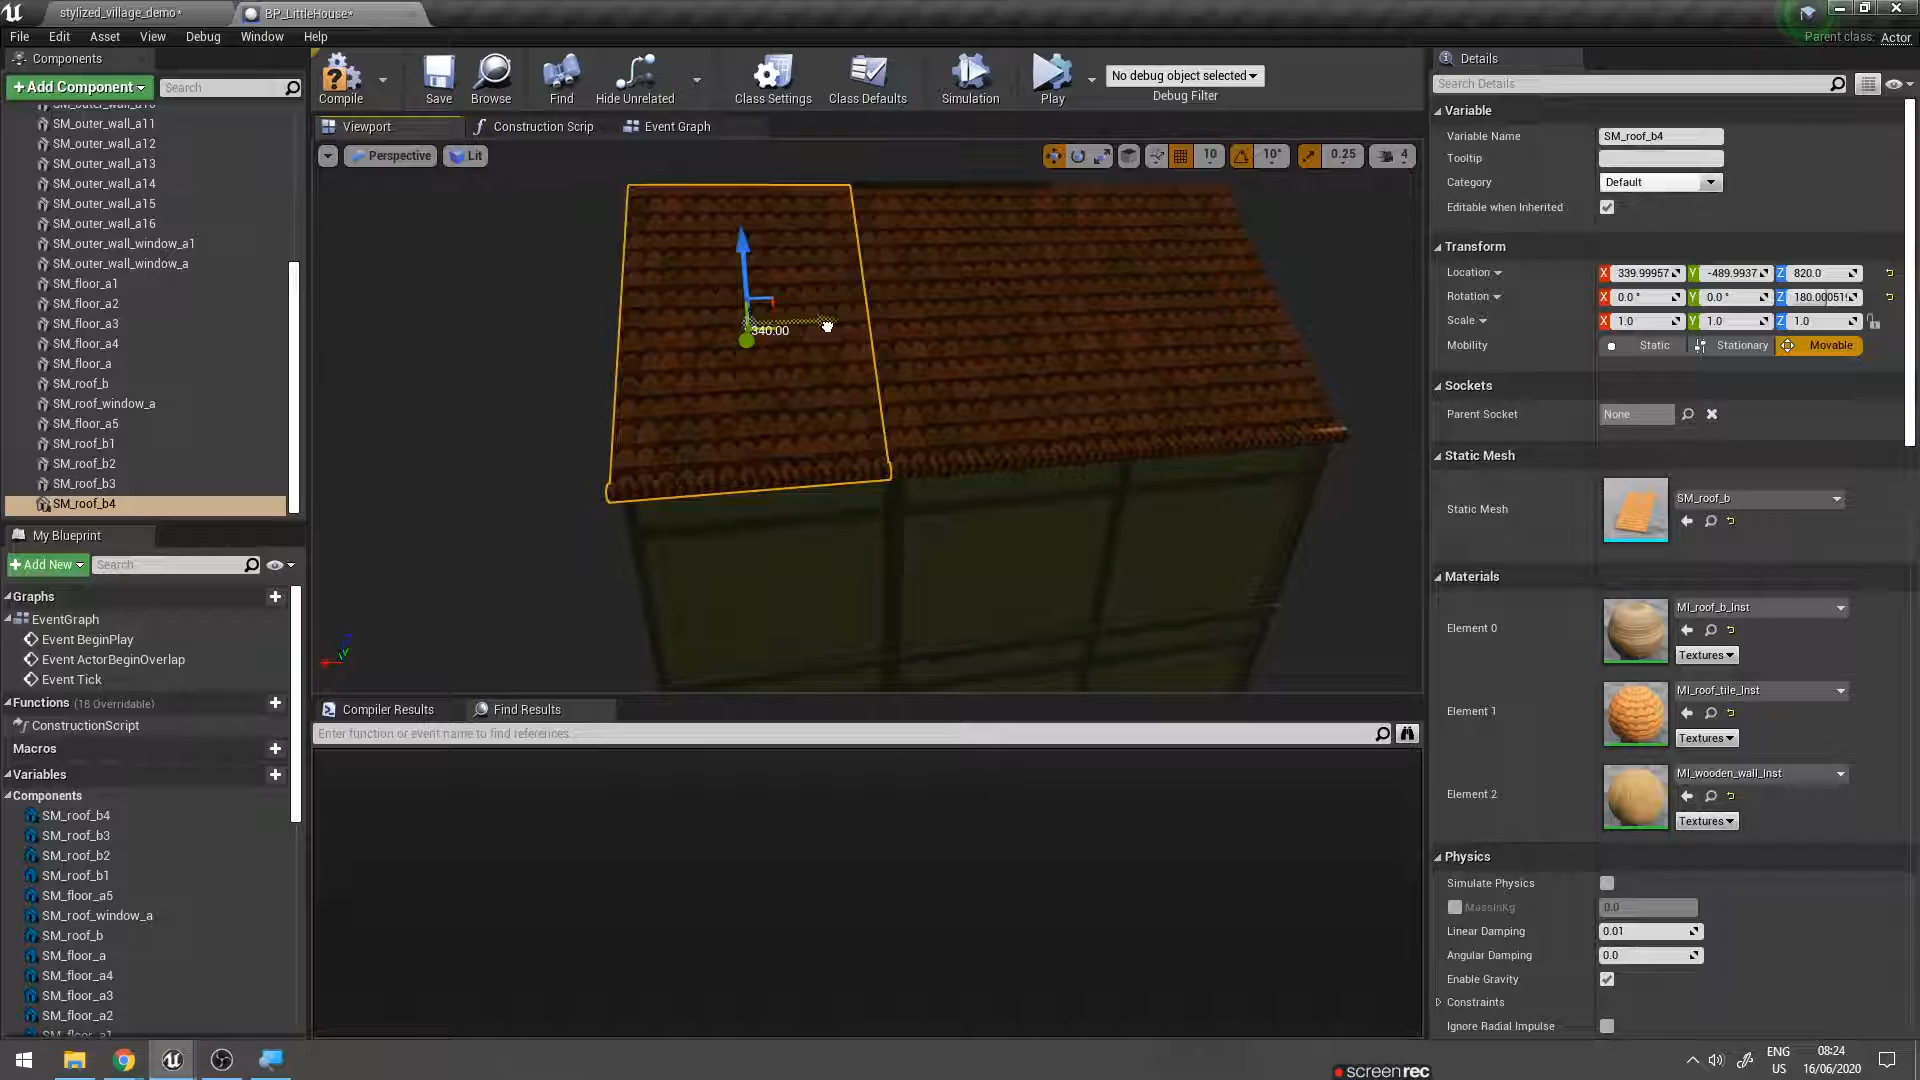 stylized_village_demo*
BP_LittleHouse*
File Edit Asset View Debug Window Help
Parent class: Actor
Components
+Add Component
Search
SM_outer_wall_a11
SM_outer_wall_a12
SM_outer_wall_a13
SM_outer_wall_a14
SM_outer_wall_a15
SM_outer_wall_a16
SM_outer_wall_window_a1
SM_outer_wall_window_a
SM_floor_a1
SM_floor_a2
SM_floor_a3
SM_floor_a4
SM_floor_a
SM_roof_b
SM_roof_window_a
SM_floor_a5
SM_roof_b1
SM_roof_b2
SM_roof_b3
SM_roof_b4
My Blueprint
+Add New
Search
Graphs
EventGraph
Event BeginPlay
Event ActorBeginOverlap
Event Tick
Functions (18 Overridable)
ConstructionScript
Macros
Variables
Components
SM_roof_b4
SM_roof_b3
SM_roof_b2
SM_roof_b1
SM_floor_a5
SM_roof_window_a
SM_roof_b
SM_floor_a
SM_floor_a4
SM_floor_a3
SM_floor_a2
SM_floor_a1
Compile
Save
Browse
Find
Hide Unrelated
Class Settings
Class Defaults
Simulation
Play
No debug object selected
Debug Filter
Viewport
Construction Scrip
Event Graph
Perspective
Lit
10
10°
0.25
4
340.00
Compiler Results
Find Results
Enter function or event name to find references...
Details
Search Details
Variable
Variable Name SM_roof_b4
Tooltip
Category Default
Editable when Inherited
Transform
Location X 339.99957 Y -489.9937 Z 820.0
Rotation X 0.0 ° Y 0.0 ° Z 180.000519
Scale X 1.0 Y 1.0 Z 1.0
Mobility Static Stationary Movable
Sockets
Parent Socket None
Static Mesh
Static Mesh SM_roof_b
Materials
Element 0 MI_roof_b_Inst
Textures
Element 1 MI_roof_tile_Inst
Textures
Element 2 MI_wooden_wall_Inst
Textures
Physics
Simulate Physics
MassInKg 0.0
Linear Damping 0.01
Angular Damping 0.0
Enable Gravity
Constraints
Ignore Radial Impulse
screenrec
ENG
US
08:24
16/06/2020